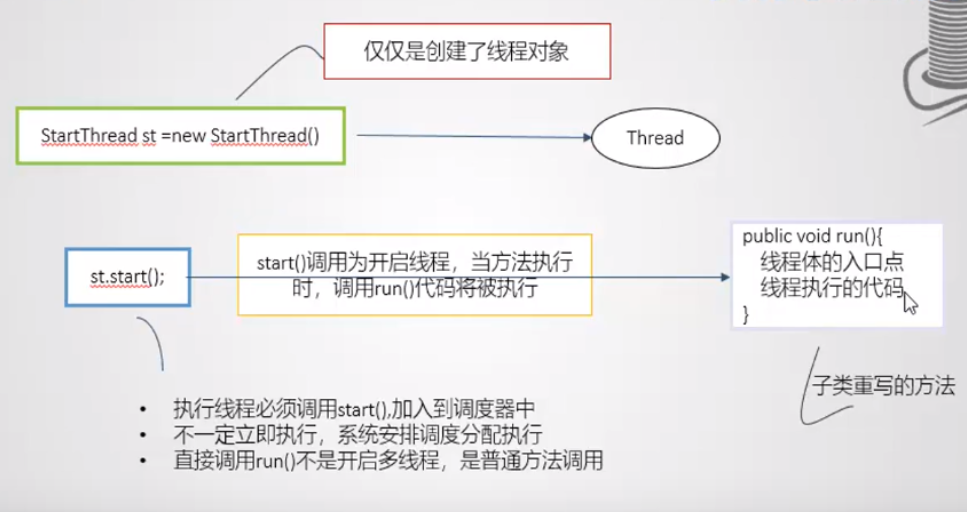 仅仅是创建了线程对象
StartThread st =new StartThread()
Thread
st.start();
start()调用为开启线程，当方法执行
时，调用run()代码将被执行
public void run(){
线程体的入口点
线程执行的代码
}
子类重写的方法
• 执行线程必须调用start(),加入到调度器中
• 不一定立即执行，系统安排调度分配执行
• 直接调用run()不是开启多线程，是普通方法调用